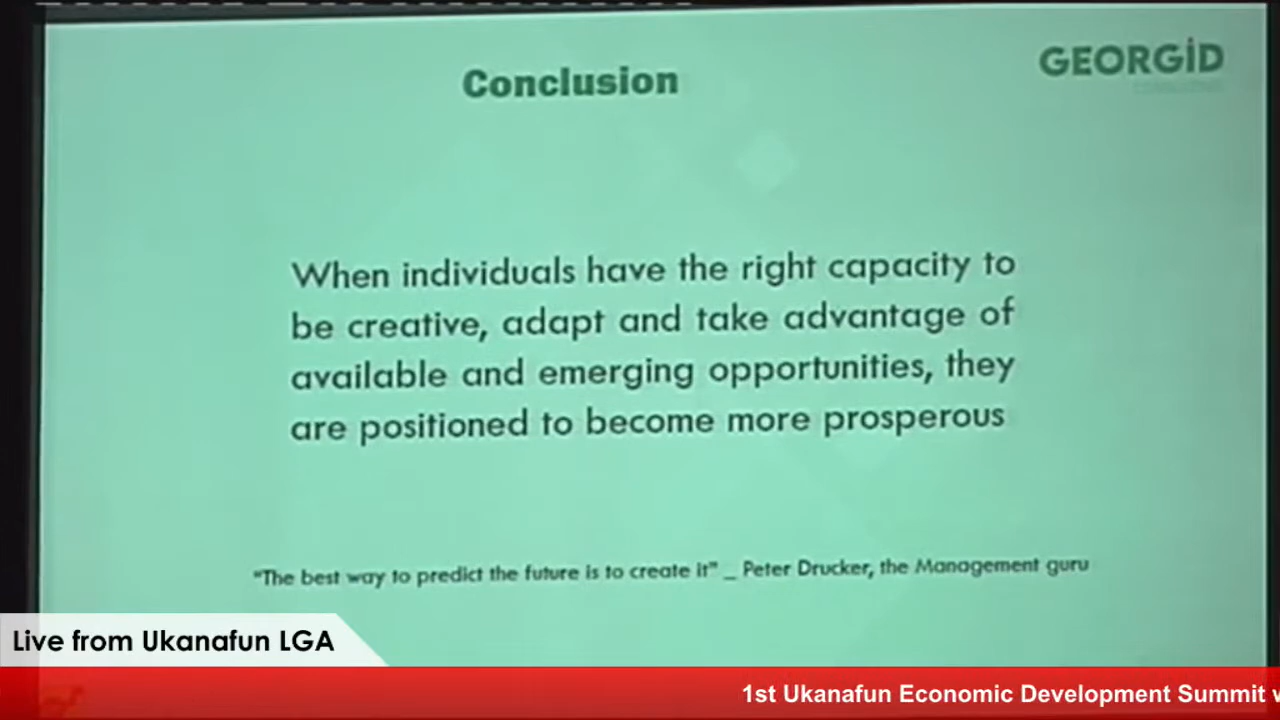 Conclusion
GEORGİD
When individuals have the right capacity to
be creative, adapt and take advantage of
available and emerging opportunities, they
are positioned to become more prosperous
"The best way to predict the future is to create it" _ Peter Drucker, the Management guru
Live from Ukanafun LGA
1st Ukanafun Economic Development Summit